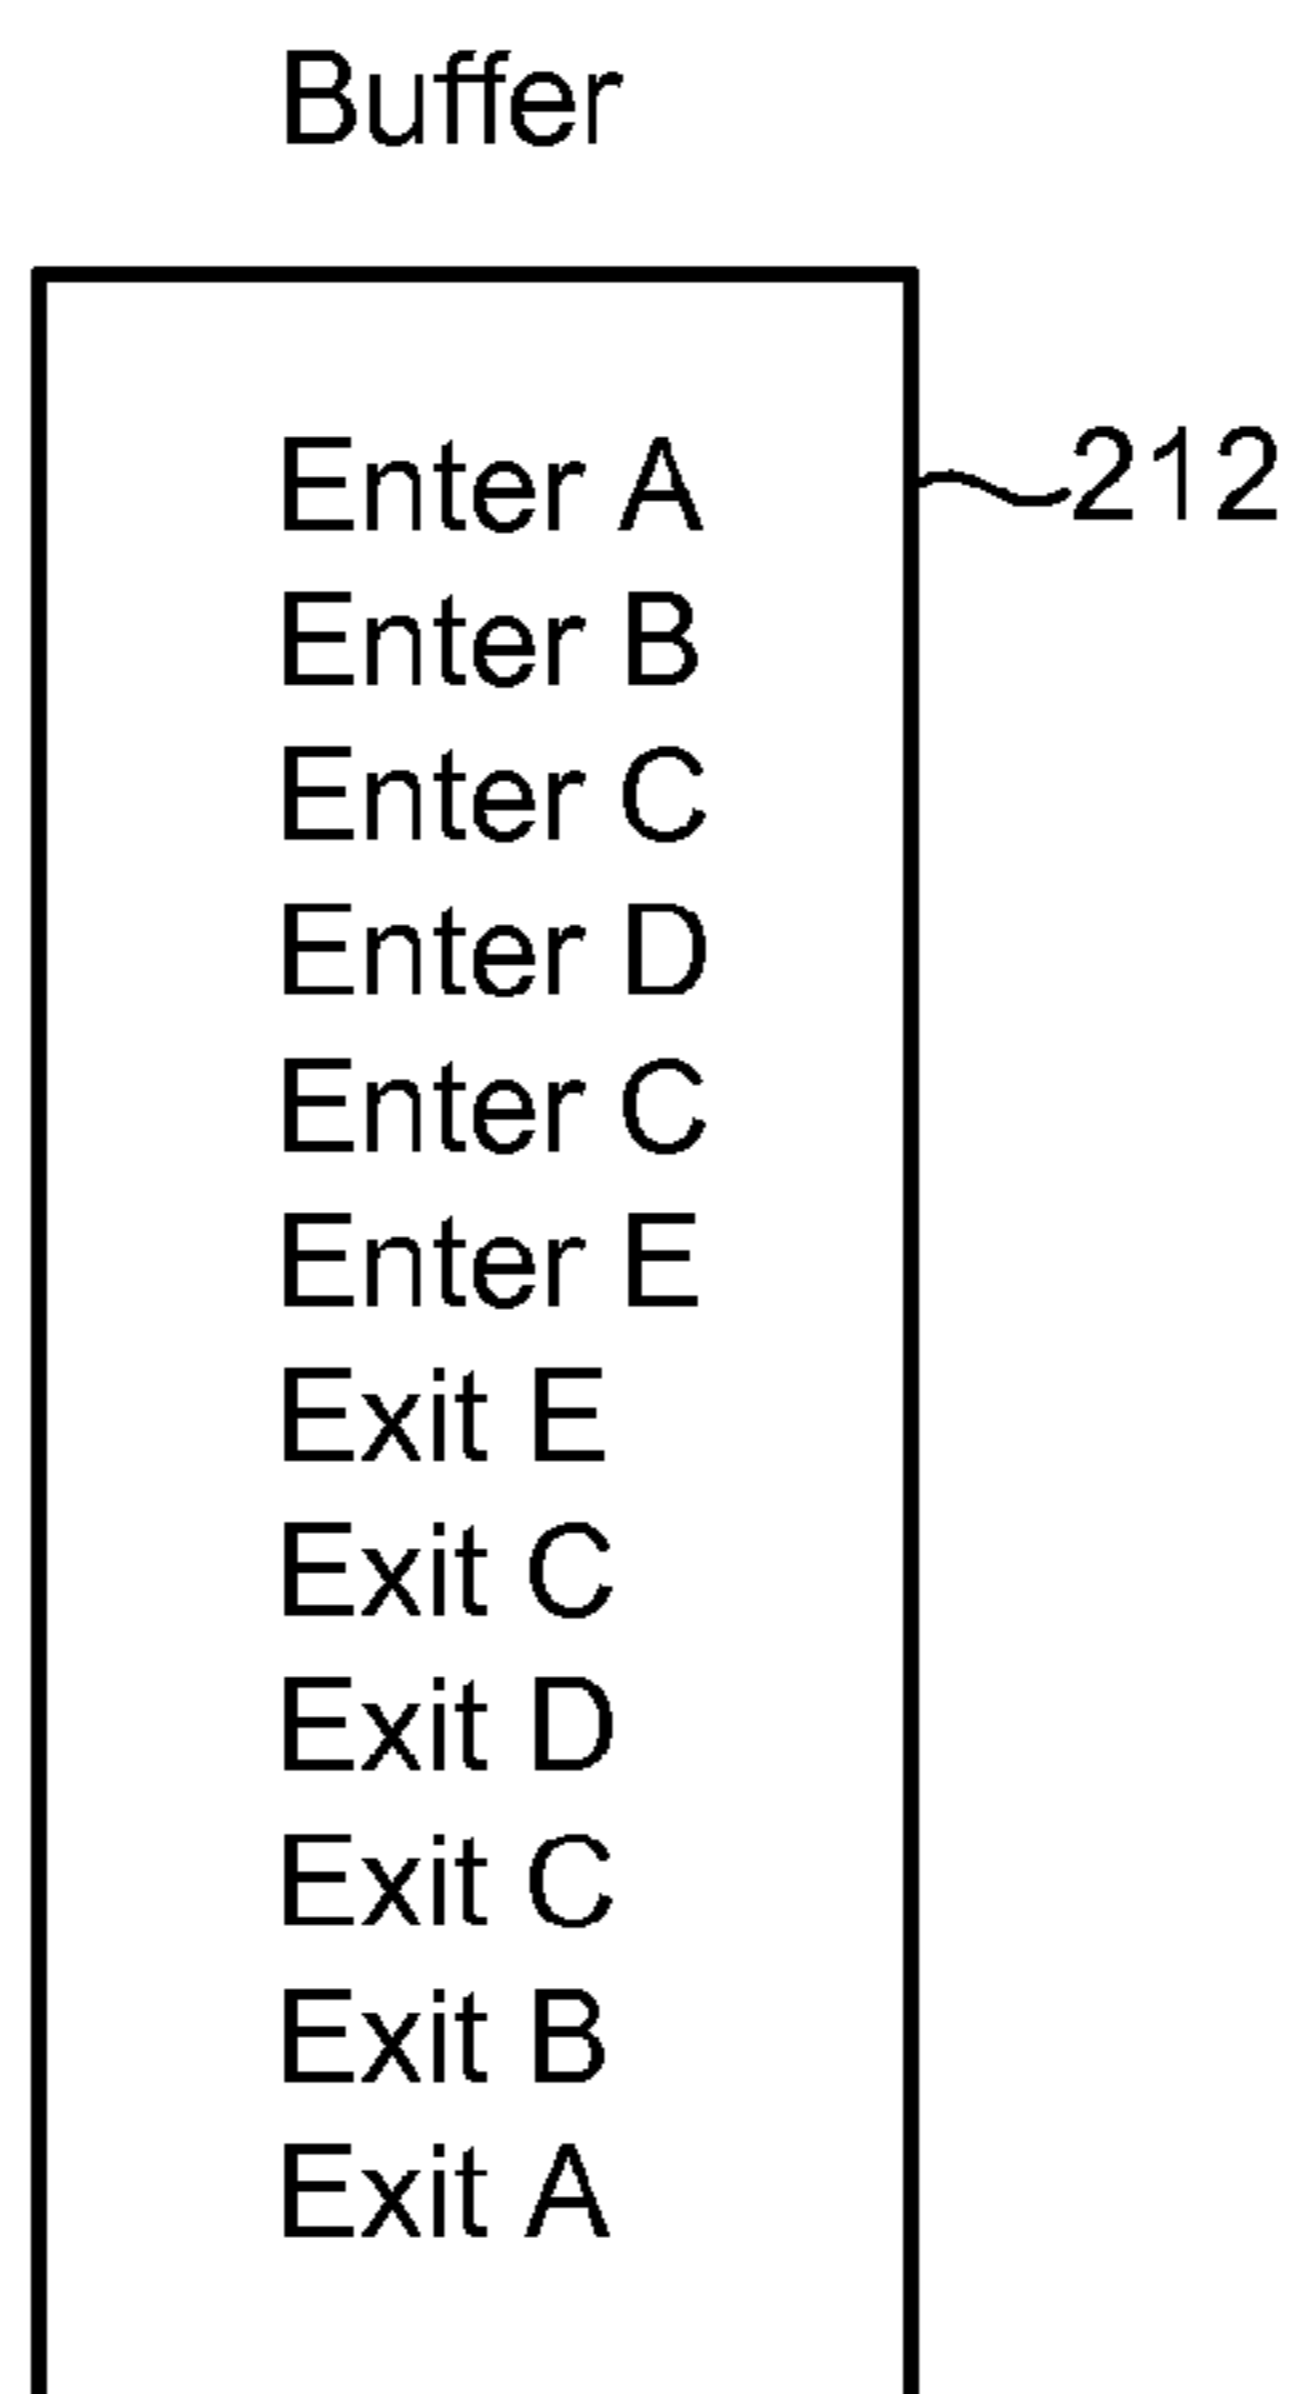 Buffer
Enter A
212
Enter B
Enter C
Enter D
Enter C
Enter E
Exit E
Exit C
Exit D
Exit C
Exit B
Exit A